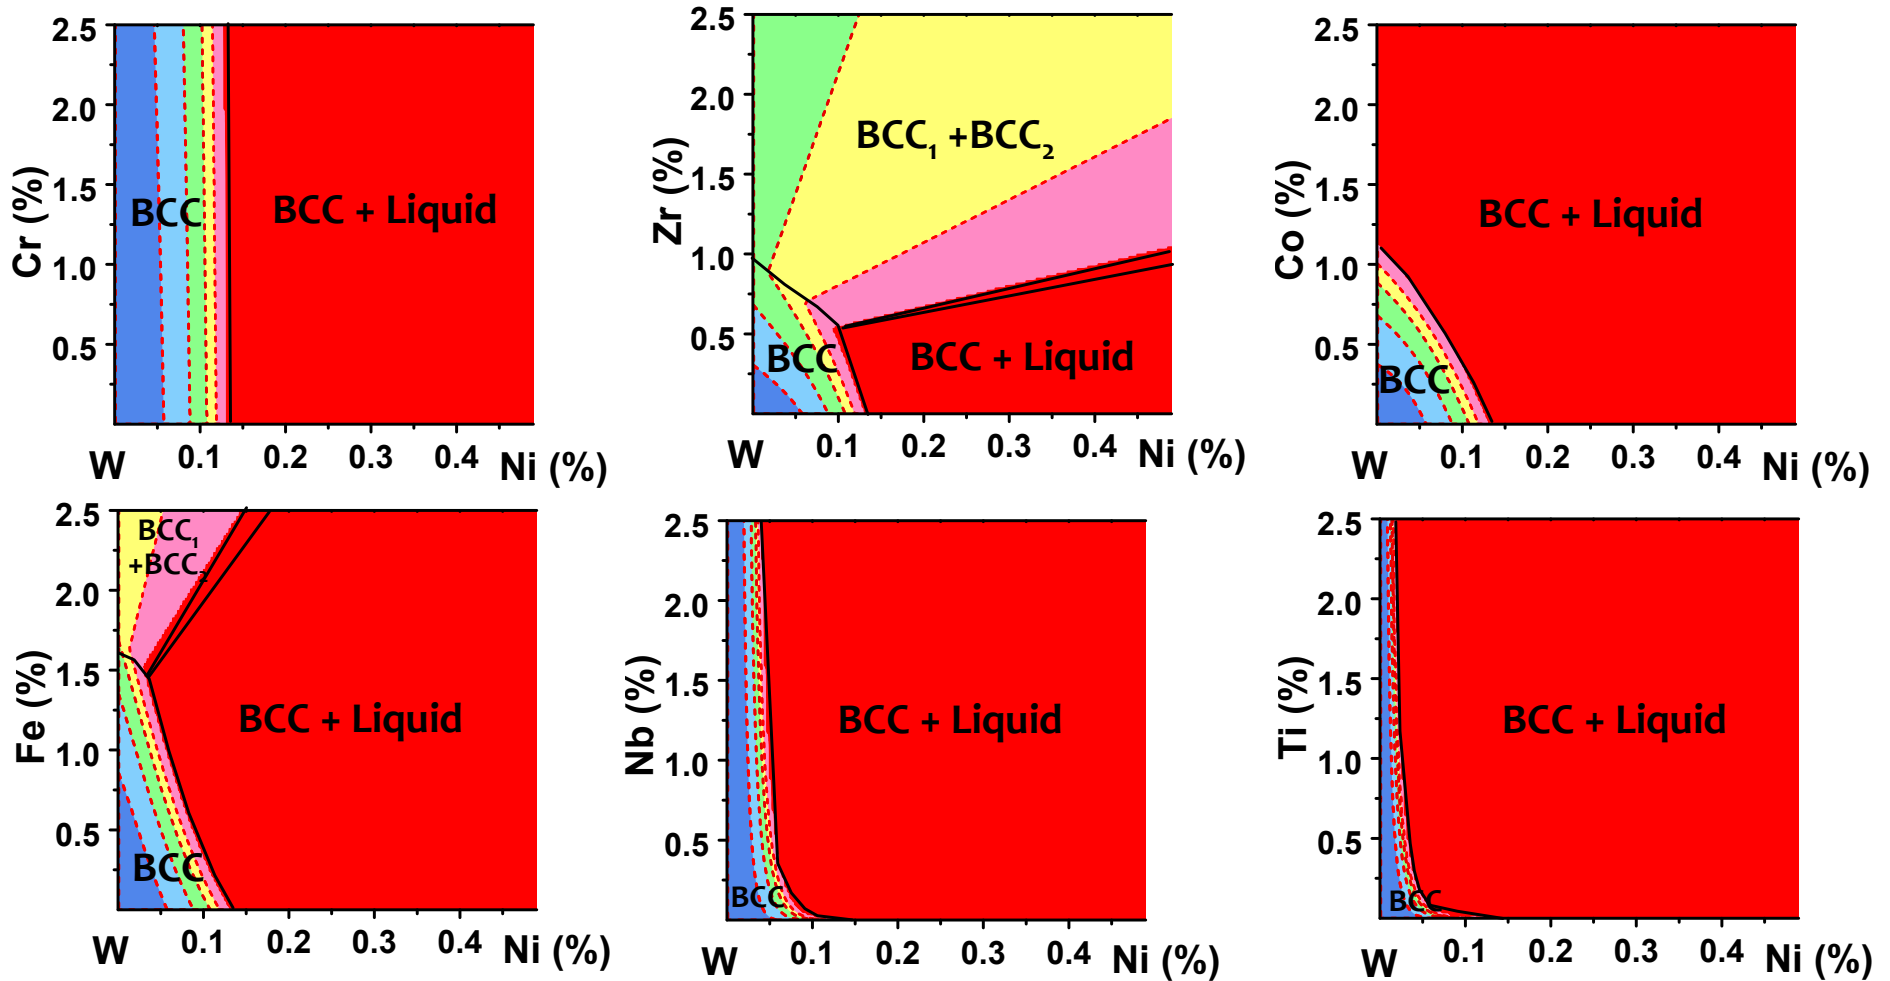 2.5
2.0
1.5
1.0
0.5
Cr (%)
BCC
BCC + Liquid
W
0.1
0.2
0.3
0.4
Ni (%)
2.5
2.0
1.5
1.0
0.5
Zr (%)
BCC₁ +BCC₂
BCC
BCC + Liquid
W
0.1
0.2
0.3
0.4
Ni (%)
2.5
2.0
1.5
1.0
0.5
Co (%)
BCC + Liquid
BCC
W
0.1
0.2
0.3
0.4
Ni (%)
2.5
2.0
1.5
1.0
0.5
Fe (%)
BCC₁
+BCC₂
BCC + Liquid
BCC
W
0.1
0.2
0.3
0.4
Ni (%)
2.5
2.0
1.5
1.0
0.5
Nb (%)
BCC + Liquid
BCC
W
0.1
0.2
0.3
0.4
Ni (%)
2.5
2.0
1.5
1.0
0.5
Ti (%)
BCC + Liquid
BCC
W
0.1
0.2
0.3
0.4
Ni (%)